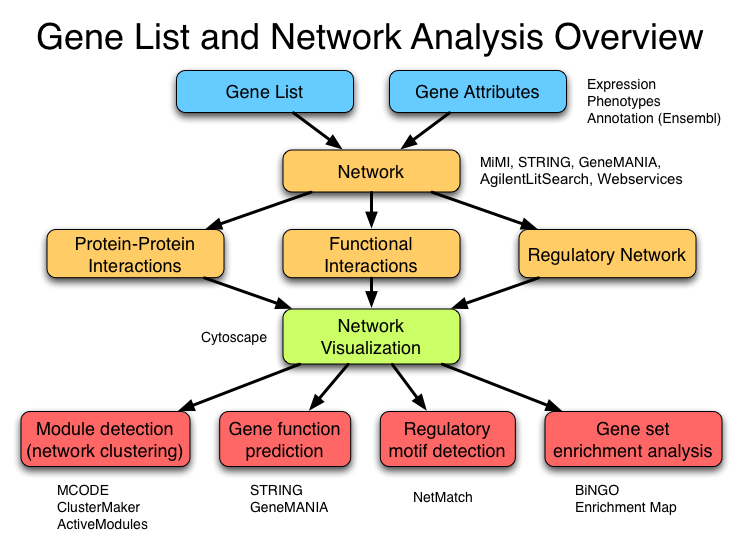 Gene List and Network Analysis Overview
Gene List
Gene Attributes
Expression
Phenotypes
Annotation (Ensembl)
Network
MiMI, STRING, GeneMANIA,
AgilentLitSearch, Webservices
Protein-Protein
Interactions
Functional
Interactions
Regulatory Network
Cytoscape
Network
Visualization
Module detection
(network clustering)
Gene function
prediction
Regulatory
motif detection
Gene set
enrichment analysis
MCODE
ClusterMaker
ActiveModules
STRING
GeneMANIA
NetMatch
BiNGO
Enrichment Map